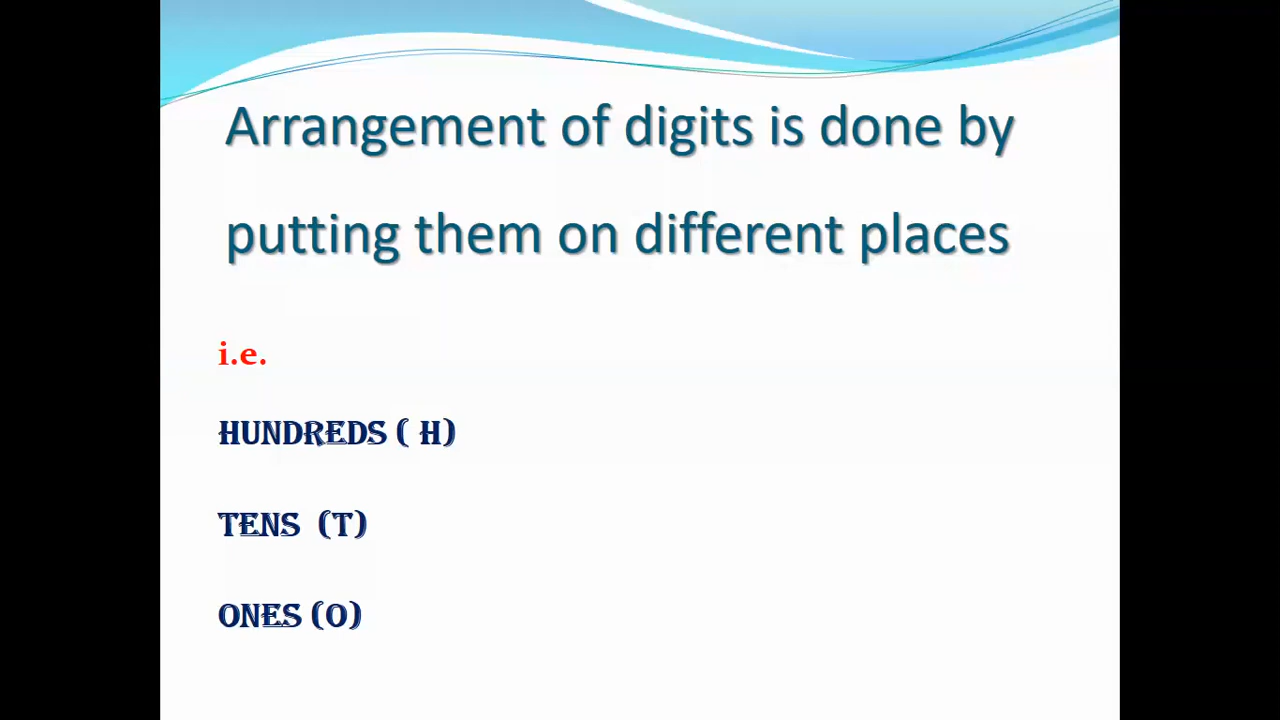 Arrangement of digits is done by
putting them on different places
i.e.
HUNDREDS ( H)
TENS (T)
ONES (O)